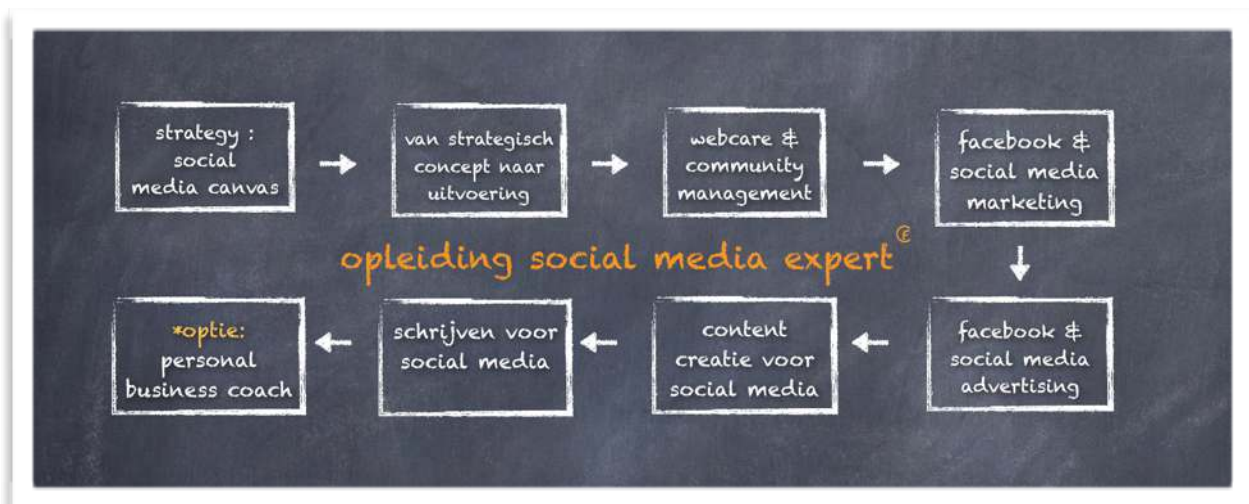 strategy :
social
media canvas
van strategisch
concept naar
uitvoering
webcare &
community
management
facebook &
social media
marketing
opleiding social media expert
facebook &
social media
advertising
content
creatie voor
social media
schrijven voor
social media
*optie:
personal
business coach